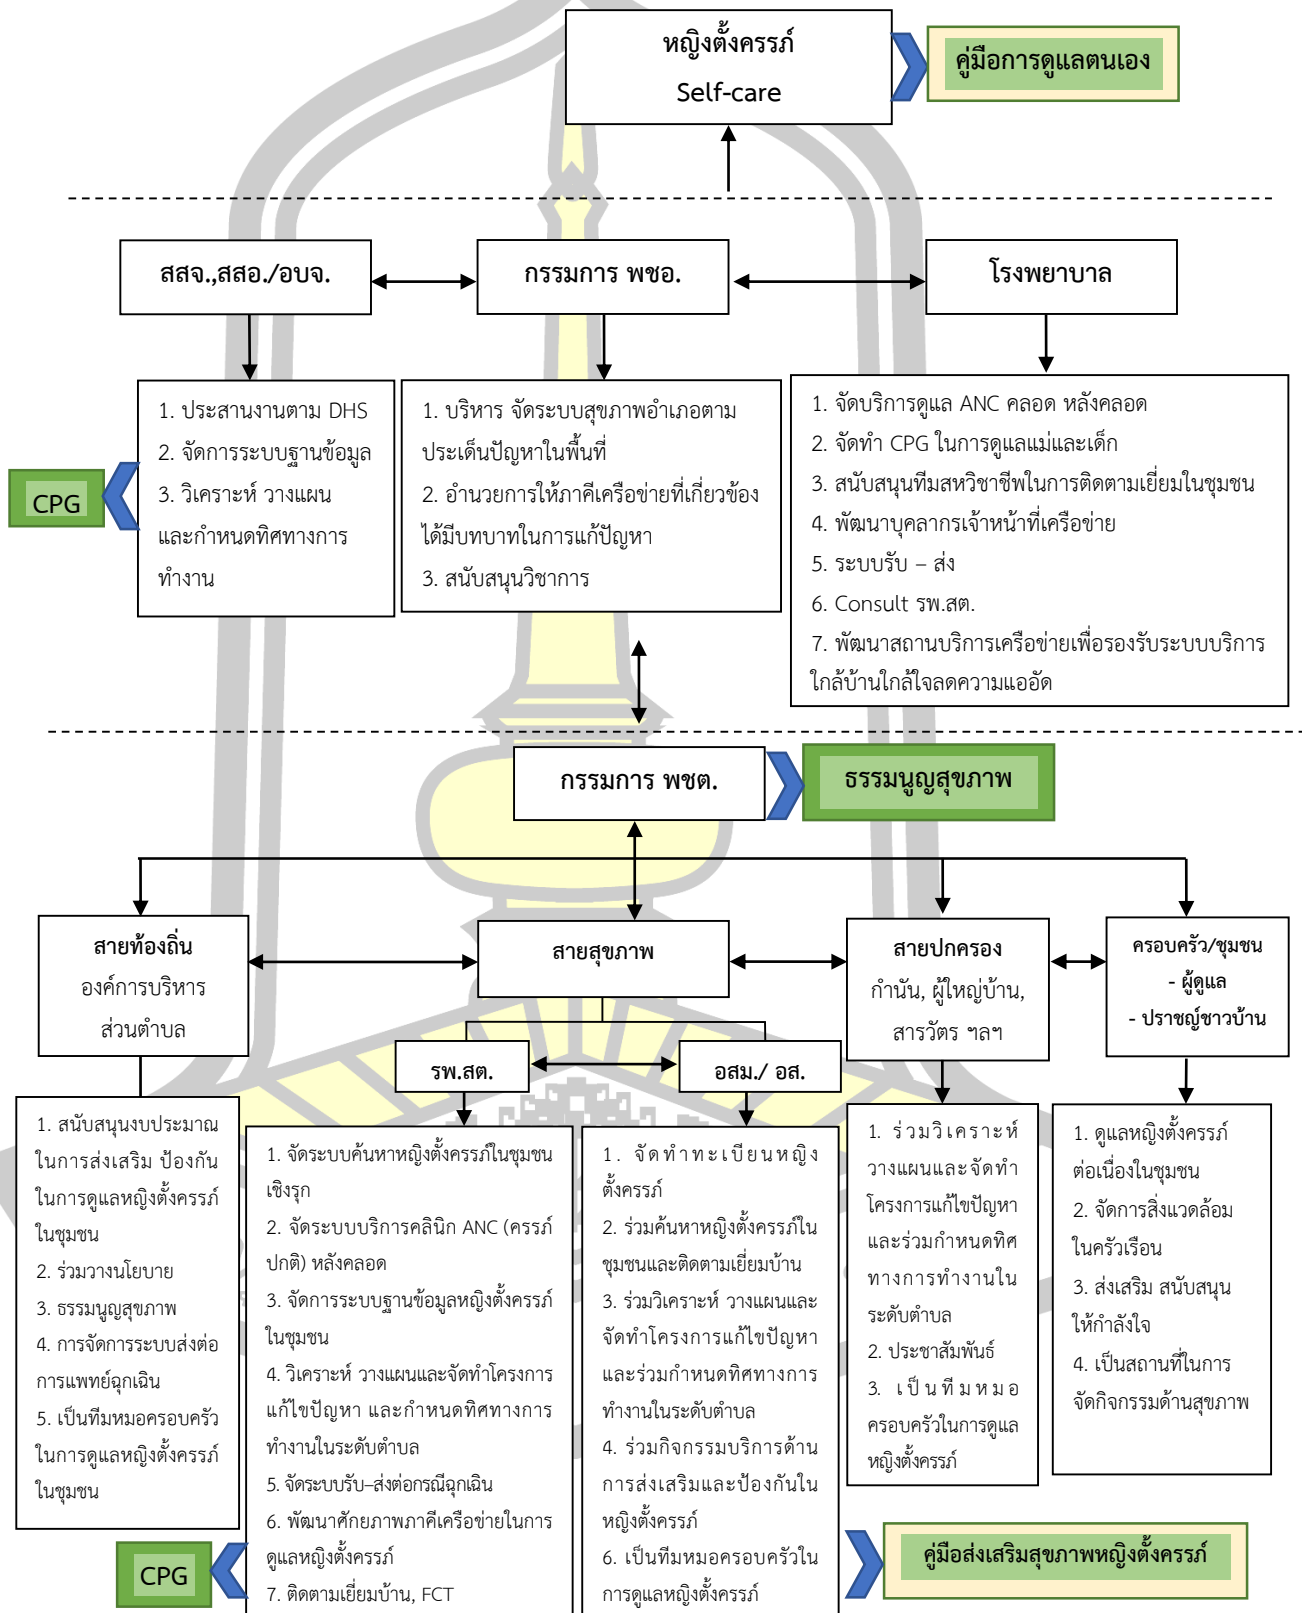 หญิงตั้งครรภ์
Self-care
คู่มือการดูแลตนเอง
สสจ.,สสอ./อบจ.
กรรมการ พชอ.
โรงพยาบาล
1. ประสานงานตาม DHS
2. จัดการระบบฐานข้อมูล
3. วิเคราะห์ วางแผน
และกำหนดทิศทางการ
ทำงาน
CPG
1. บริหาร จัดระบบสุขภาพอำเภอตาม
ประเด็นปัญหาในพื้นที่
2. อำนวยการให้ภาคีเครือข่ายที่เกี่ยวข้อง
ได้มีบทบาทในการแก้ปัญหา
3. สนับสนุนวิชาการ
1. จัดบริการดูแล ANC คลอด หลังคลอด
2. จัดทำ CPG ในการดูแลแม่และเด็ก
3. สนับสนุนทีมสหวิชาชีพในการติดตามเยี่ยมในชุมชน
4. พัฒนาบุคลากรเจ้าหน้าที่เครือข่าย
5. ระบบรับ – ส่ง
6. Consult รพ.สต.
7. พัฒนาสถานบริการเครือข่ายเพื่อรองรับระบบบริการ
ใกล้บ้านใกล้ใจลดความแออัด
กรรมการ พชต.
ธรรมนูญสุขภาพ
สายท้องถิ่น
องค์การบริหาร
ส่วนตำบล
สายสุขภาพ
สายปกครอง
กำนัน, ผู้ใหญ่บ้าน,
สารวัตร ฯลฯ
ครอบครัว/ชุมชน
- ผู้ดูแล
- ปราชญ์ชาวบ้าน
รพ.สต.
อสม./ อส.
1. สนับสนุนงบประมาณ
ในการส่งเสริม ป้องกัน
ในการดูแลหญิงตั้งครรภ์
ในชุมชน
2. ร่วมวางนโยบาย
3. ธรรมนูญสุขภาพ
4. การจัดการระบบส่งต่อ
การแพทย์ฉุกเฉิน
5. เป็นทีมหมอครอบครัว
ในการดูแลหญิงตั้งครรภ์
ในชุมชน
1. จัดระบบค้นหาหญิงตั้งครรภ์ในชุมชน
เชิงรุก
2. จัดระบบบริการคลินิก ANC (ครรภ์
ปกติ) หลังคลอด
3. จัดการระบบฐานข้อมูลหญิงตั้งครรภ์
ในชุมชน
4. วิเคราะห์ วางแผนและจัดทำโครงการ
แก้ไขปัญหา และกำหนดทิศทางการ
ทำงานในระดับตำบล
5. จัดระบบรับ–ส่งต่อกรณีฉุกเฉิน
6. พัฒนาศักยภาพภาคีเครือข่ายในการ
ดูแลหญิงตั้งครรภ์
7. ติดตามเยี่ยมบ้าน, FCT
CPG
1. จัดทำทะเบียนหญิง
ตั้งครรภ์
2. ร่วมค้นหาหญิงตั้งครรภ์ใน
ชุมชนและติดตามเยี่ยมบ้าน
3. ร่วมวิเคราะห์ วางแผนและ
จัดทำโครงการแก้ไขปัญหา
และร่วมกำหนดทิศทางการ
ทำงานในระดับตำบล
4. ร่วมกิจกรรมบริการด้าน
การส่งเสริมและป้องกันใน
หญิงตั้งครรภ์
6. เป็นทีมหมอครอบครัวใน
การดูแลหญิงตั้งครรภ์
1. ร่วมวิเคราะห์
วางแผนและจัดทำ
โครงการแก้ไขปัญหา
และร่วมกำหนดทิศ
ทางการทำงานใน
ระดับตำบล
2. ประชาสัมพันธ์
3. เป็นทีมหมอ
ครอบครัวในการดูแล
หญิงตั้งครรภ์
1. ดูแลหญิงตั้งครรภ์
ต่อเนื่องในชุมชน
2. จัดการสิ่งแวดล้อม
ในครัวเรือน
3. ส่งเสริม สนับสนุน
ให้กำลังใจ
4. เป็นสถานที่ในการ
จัดกิจกรรมด้านสุขภาพ
คู่มือส่งเสริมสุขภาพหญิงตั้งครรภ์